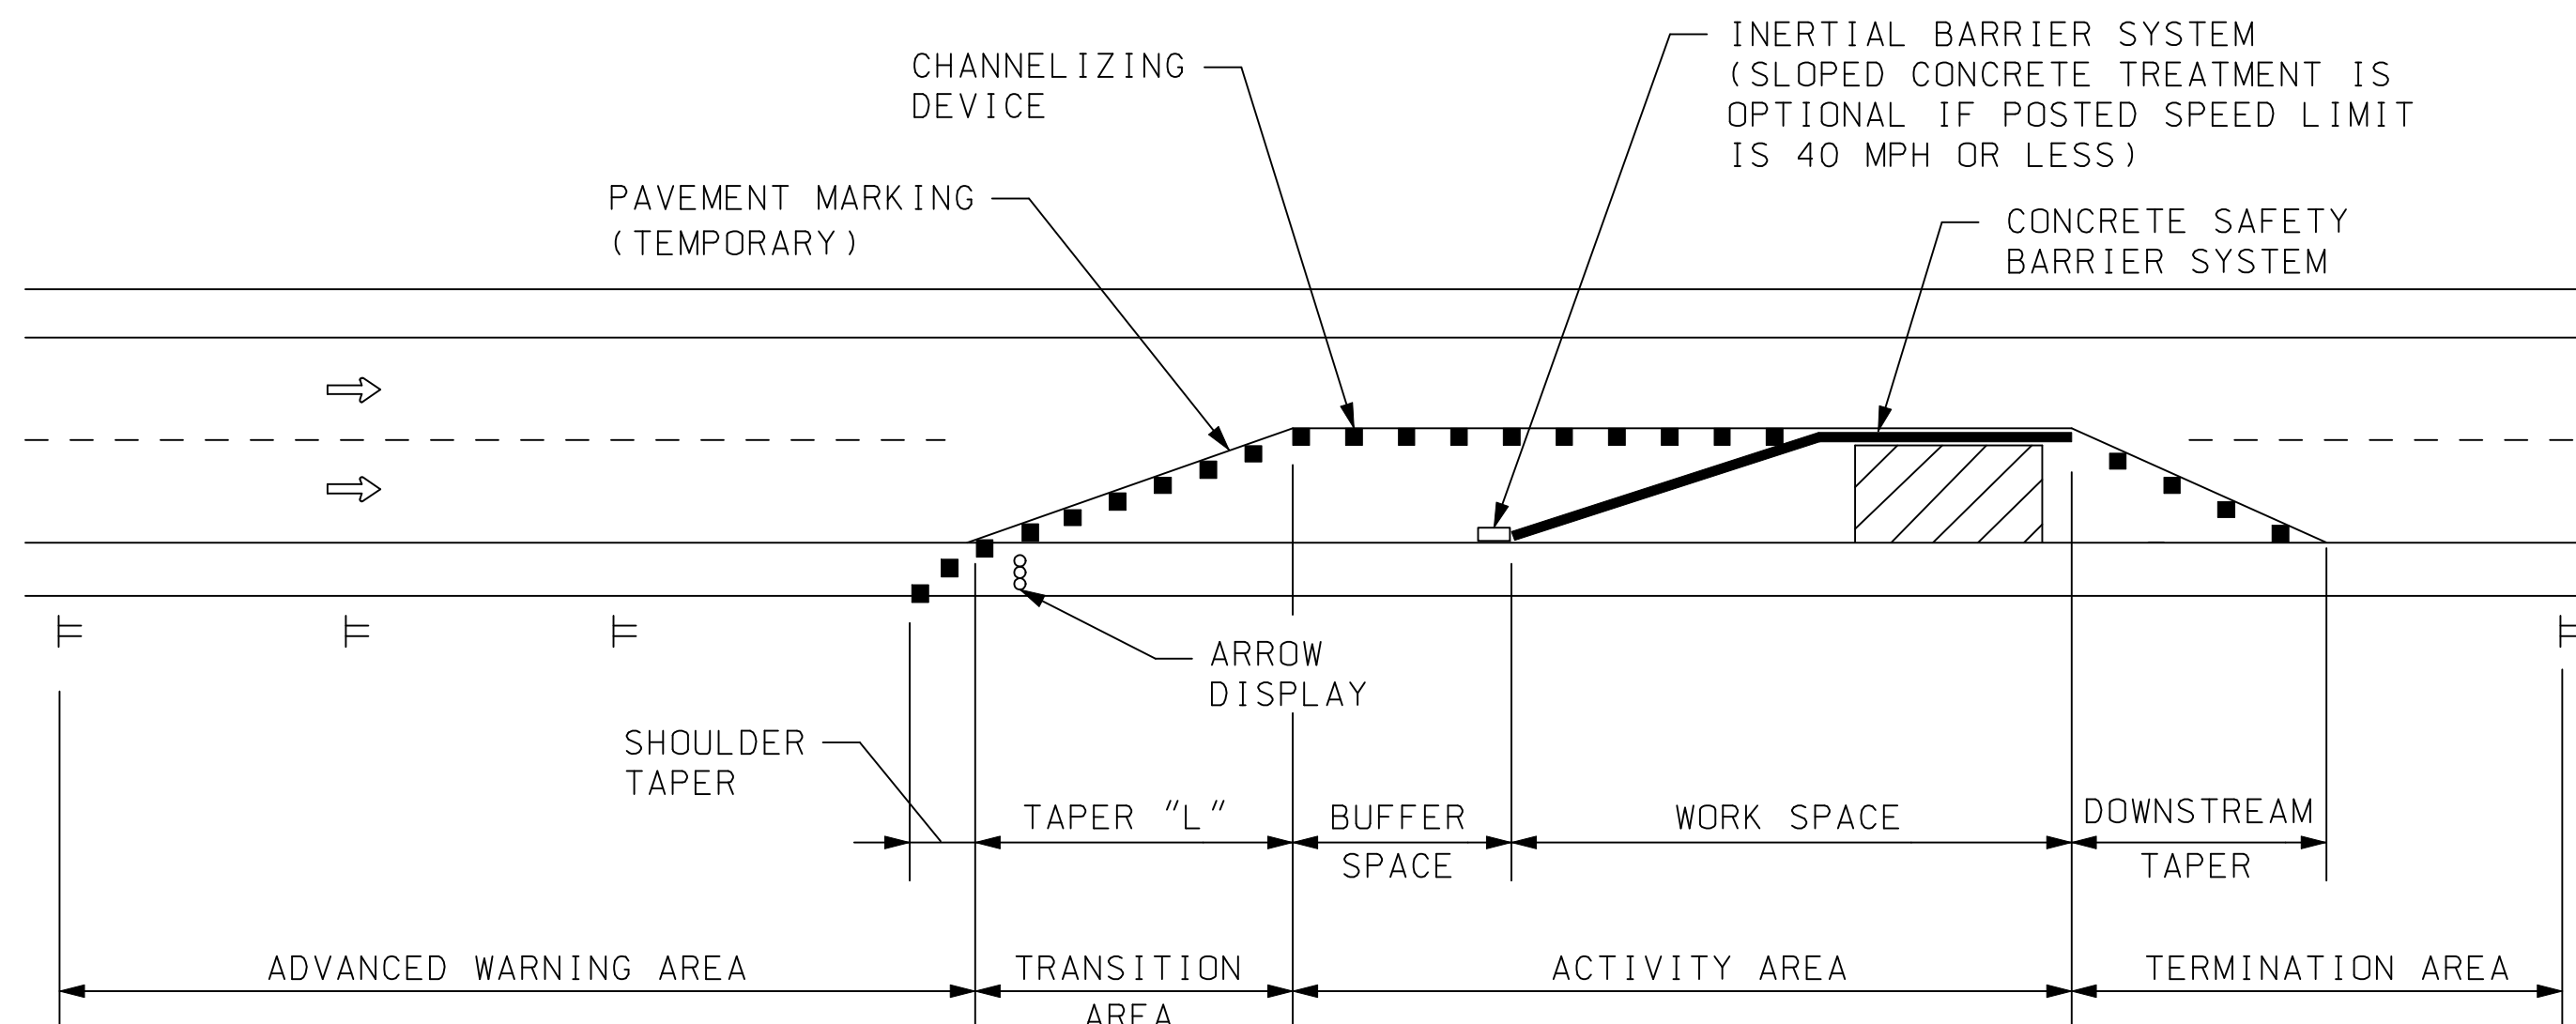 INERTIAL BARRIER SYSTEM
(SLOPED CONCRETE TREATMENT IS
OPTIONAL IF POSTED SPEED LIMIT
IS 40 MPH OR LESS)
CHANNELIZING
DEVICE
PAVEMENT MARKING
(TEMPORARY)
CONCRETE SAFETY
BARRIER SYSTEM
ARROW
DISPLAY
SHOULDER
TAPER
TAPER "L"
BUFFER
SPACE
WORK SPACE
DOWNSTREAM
TAPER
ADVANCED WARNING AREA
TRANSITION
AREA
ACTIVITY AREA
TERMINATION AREA